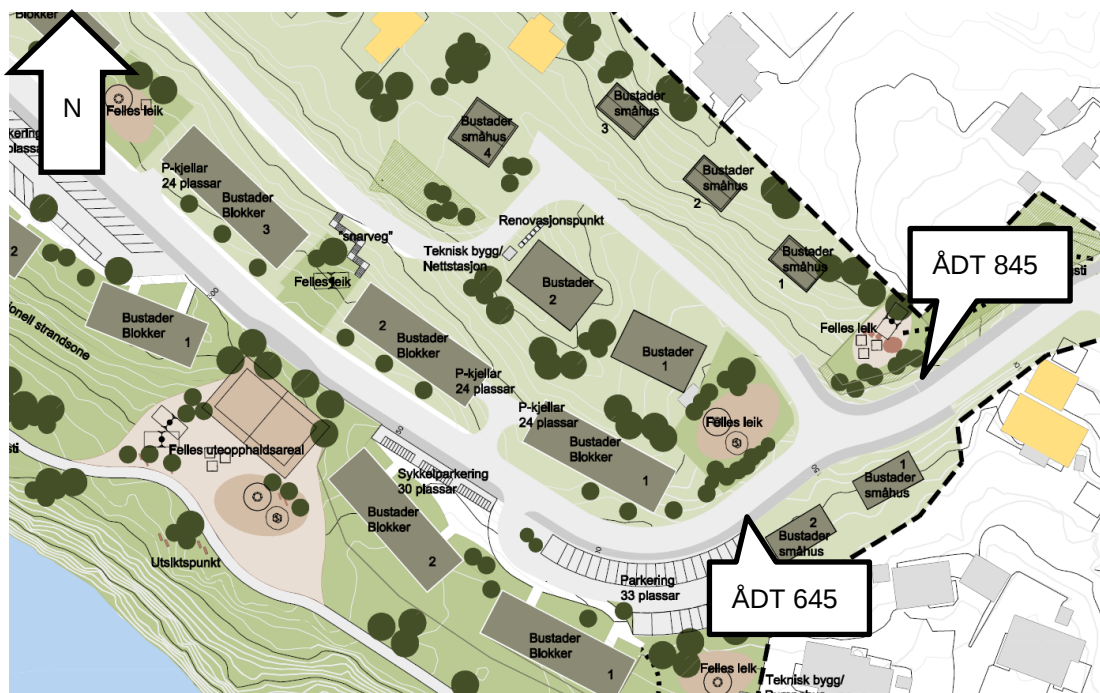 Blokker
N
Felles leik
P-kjellar
24 plassar
Bustader
Blokker
3
"snarveg"
Felles leik
Bustader
småhus
4
Bustader
småhus
3
Bustader
småhus
2
Bustader
småhus
1
Renovasjonspunkt
Teknisk bygg/
Nettstasjon
Bustader
2
Bustader
1
Felles leik
ÅDT 845
2
Bustader
Blokker
1
2
Bustader
Blokker
P-kjellar
24 plassar
P-kjellar
24 plassar
Bustader
Blokker
1
Felles leik
Felles uteopphaldsareal
Sykkelparkering
30 plassar
Bustader
Blokker
2
Utsiktspunkt
1
Bustader
småhus
2
Bustader
småhus
Parkering
33 plassar
ÅDT 645
Bustader
Blokker
1
Felles leik
Teknisk bygg/